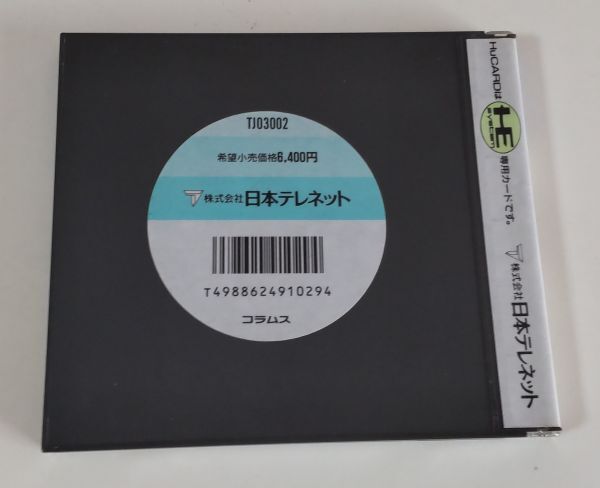 TJ03002
希望小売価格6,400円
株式会社日本テレネット
T4988624910294
コラムス
HuCARDは
HE
SYSTEM
専用カードです。
株式会社日本テレネット